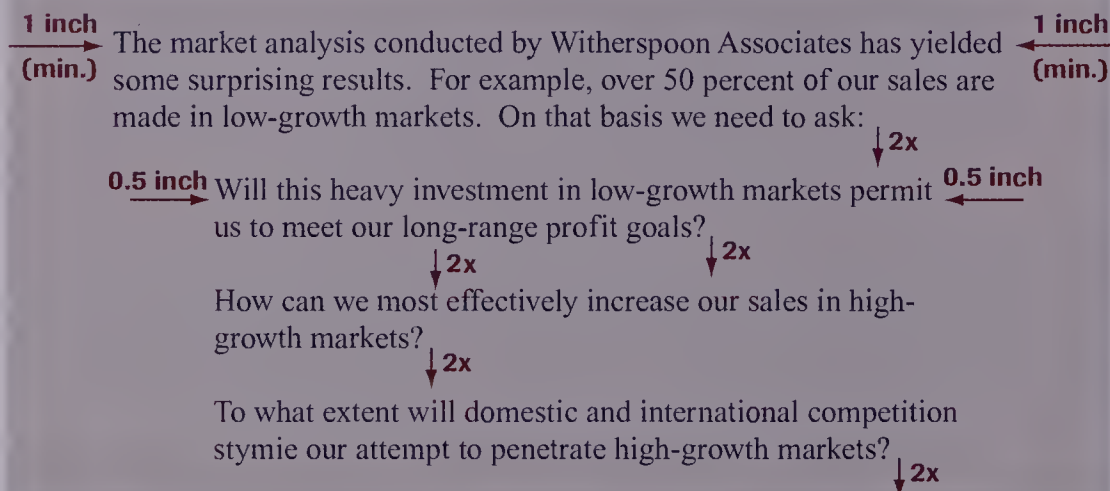 1 inch
(min.)
1 inch
(min.)
The market analysis conducted by Witherspoon Associates has yielded
some surprising results.  For example, over 50 percent of our sales are
made in low-growth markets.  On that basis we need to ask:
2x
0.5 inch
0.5 inch
Will this heavy investment in low-growth markets permit
us to meet our long-range profit goals?
2x
2x
How can we most effectively increase our sales in high-
growth markets?
2x
To what extent will domestic and international competition
stymie our attempt to penetrate high-growth markets?
2x